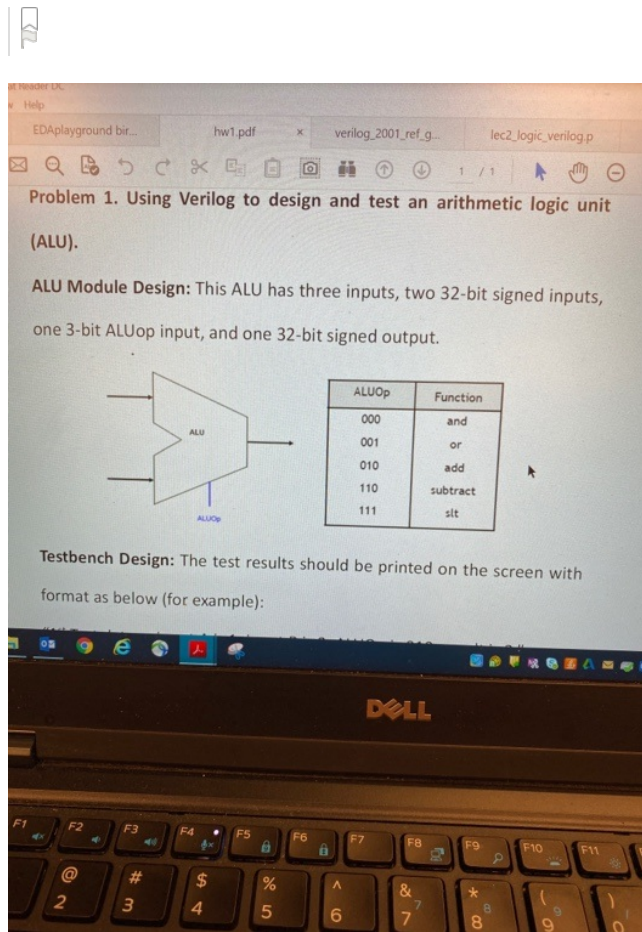 Help
EDAplayground bir...
hw1.pdf
x
verilog_2001_ref_g...
lec2_logic_verilog.p
1 / 1
Problem 1. Using Verilog to design and test an arithmetic logic unit
(ALU).
ALU Module Design: This ALU has three inputs, two 32-bit signed inputs,
one 3-bit ALUop input, and one 32-bit signed output.
ALU
ALUOp
ALUOp Function
000 and
001 or
010 add
110 subtract
111 slt
Testbench Design: The test results should be printed on the screen with
format as below (for example):
DELL
F1 F2 F3 F4 F5 F6 F7 F8 F9 F10 F11
@ # $ % ^ & * ( )
2 3 4 5 6 7 7 8 8 9 9 0